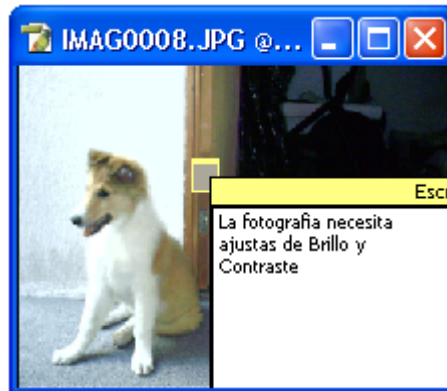 IMAG0008.JPG @...
Escr
La fotografia necesita
ajustas de Brillo y
Contraste